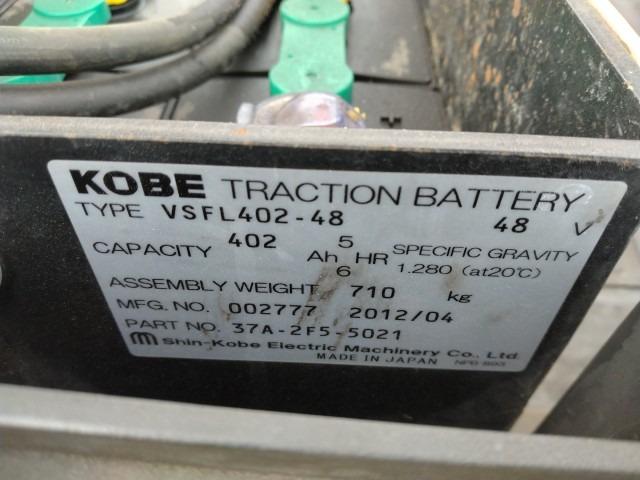 KOBE TRACTION BATTERY
TYPE VSFL402-48 48 V
CAPACITY 402 Ah 5 HR SPECIFIC GRAVITY
6 1.280 (at20℃)
ASSEMBLY WEIGHT 710 kg
MFG. NO. 002777 2012/04
PART NO. 37A-2F5-5021
Shin-Kobe Electric Machinery Co., Ltd.
MADE IN JAPAN